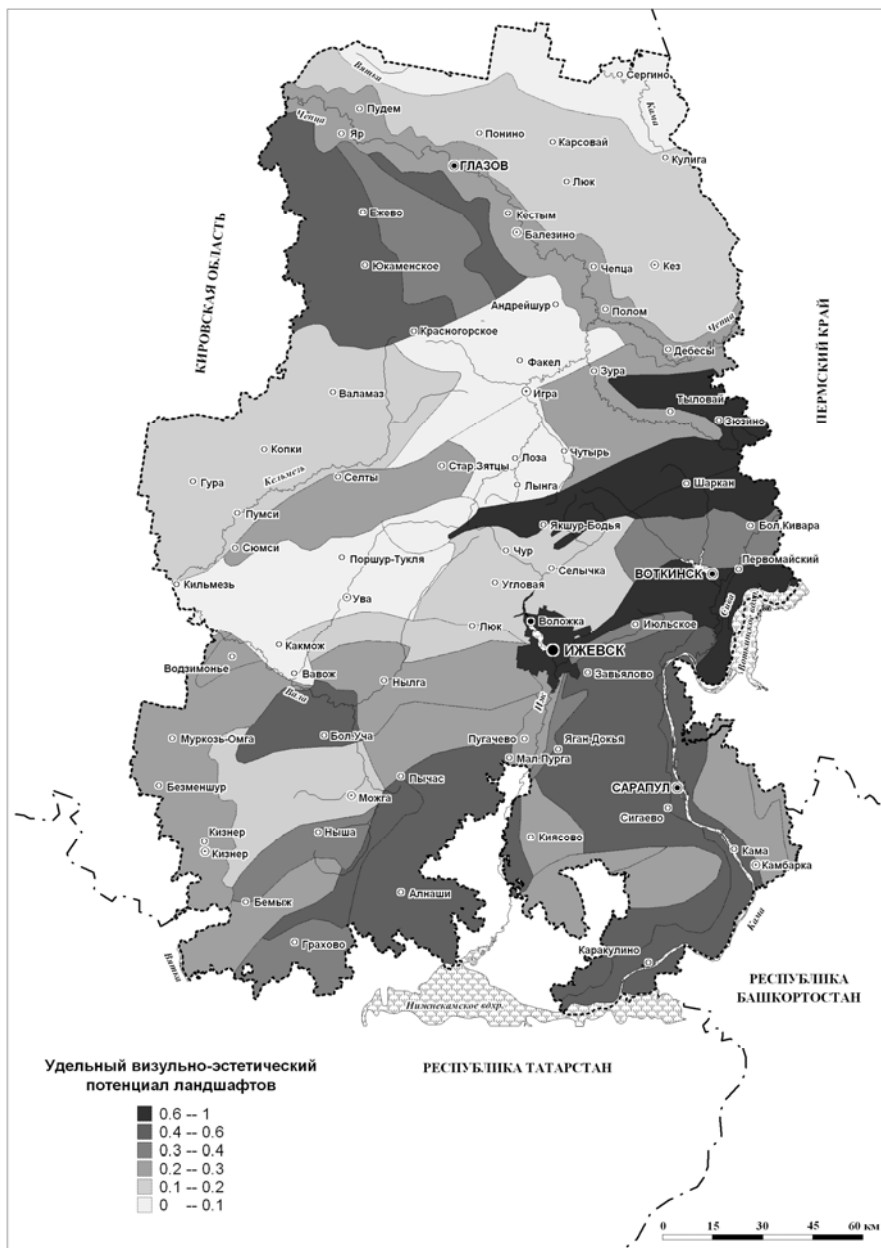 Вятка
Сергино
Кама
Чепца
Пудем
Яр
Понино
Карсовай
Кулига
ГЛАЗОВ
Люк
Ежево
Кестым
Балезино
КИРОВСКАЯ ОБЛАСТЬ
Юкаменское
Чепца
Кез
Андрейшур
Полом
Чепца
Красногорское
ПЕРМСКИЙ КРАЙ
Дебесы
Факел
Зура
Валамаз
Игра
Тыловай
Зюзино
Копки
Лоза
Чутырь
Стар.Зятцы
Гура
Кельмезь
Селты
Лынга
Шаркан
Пумси
Якшур-Бодья
Бол.Кивара
Сюмси
Чур
Поршур-Тукля
Первомайский
Кильмезь
Угловая
Селычка
ВОТКИНСК
Ува
Сива
Воткинское вдхр.
Люк
Воложка
Июльское
Какмож
ИЖЕВСК
Водзимонье
Вавож
Нылга
Завьялово
Вала
Иж
Муркозь-Омга
Бол.Уча
Пугачево
Яган-Докья
Мал.Пурга
Безменшур
Пычас
Можга
САРАПУЛ
Сигаево
Кизнер
Ныша
Киясово
Кама
Кизнер
Камбарка
Бемыж
Алнаши
Кама
Грахово
Каракулино
Вятка
РЕСПУБЛИКА
БАШКОРТОСТАН
Нижнекамское вдхр.
Удельный визульно-эстетический
потенциал ландшафтов
РЕСПУБЛИКА ТАТАРСТАН
0.6 -- 1
0.4 -- 0.6
0.3 -- 0.4
0.2 -- 0.3
0.1 -- 0.2
0 -- 0.1
0 15 30 45 60 км